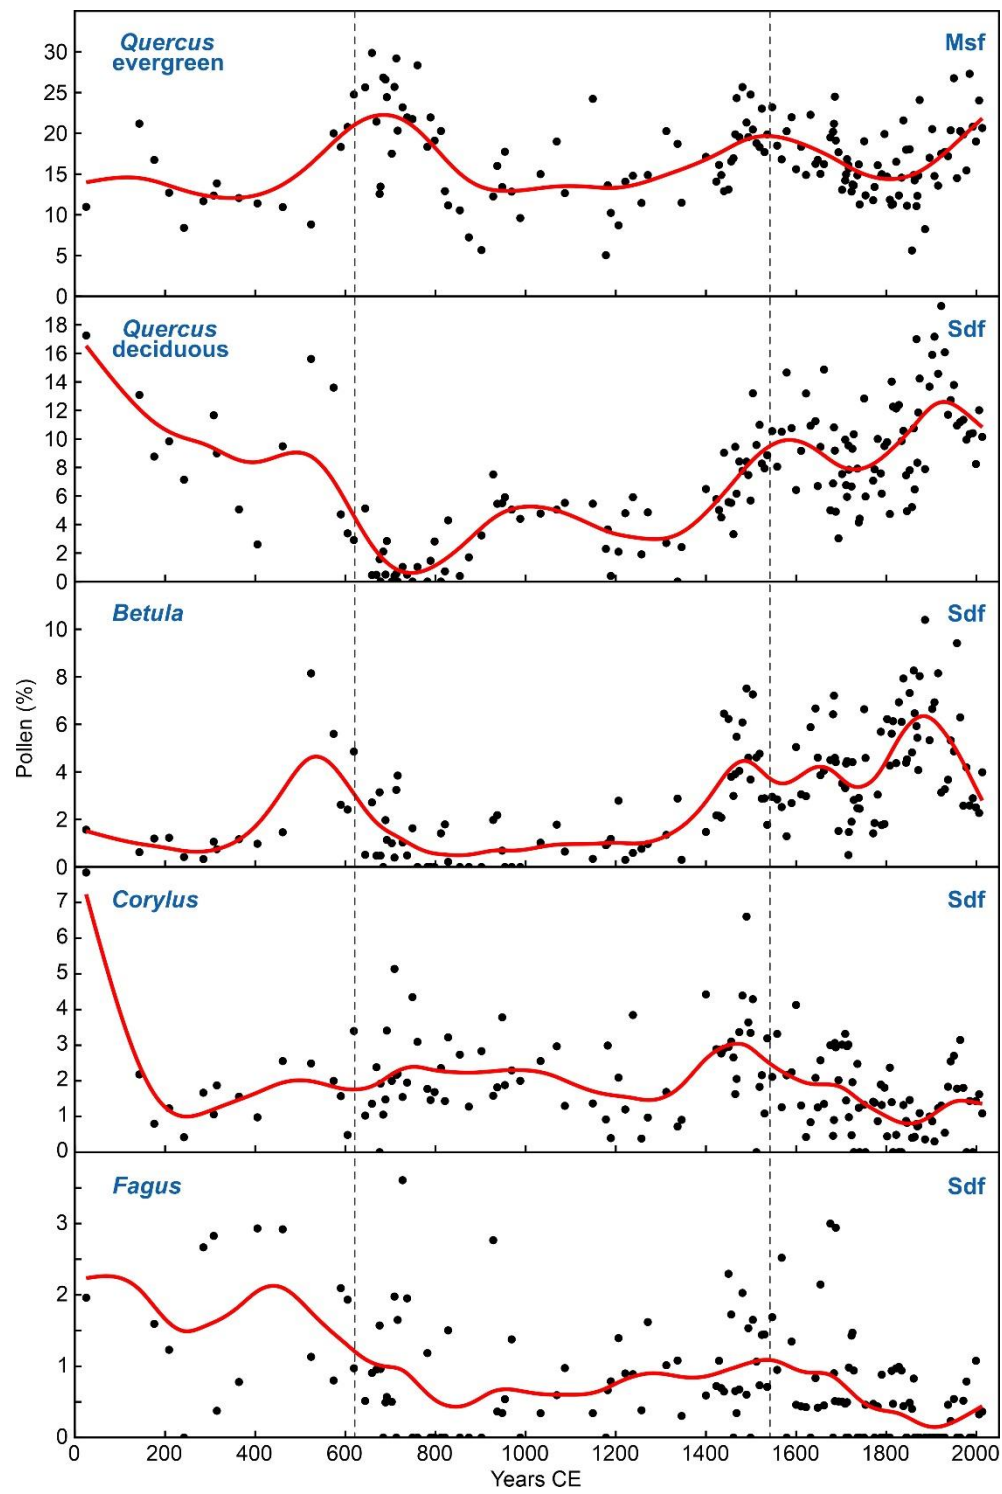 Quercus
evergreen
Msf
30
25
20
15
10
5
0
Quercus
deciduous
Sdf
18
16
14
12
10
8
6
4
2
0
Betula
Sdf
10
8
6
4
2
0
Pollen (%)
Corylus
Sdf
7
6
5
4
3
2
1
0
Fagus
Sdf
3
2
1
0
0 200 400 600 800 1000 1200 1400 1600 1800 2000
Years CE